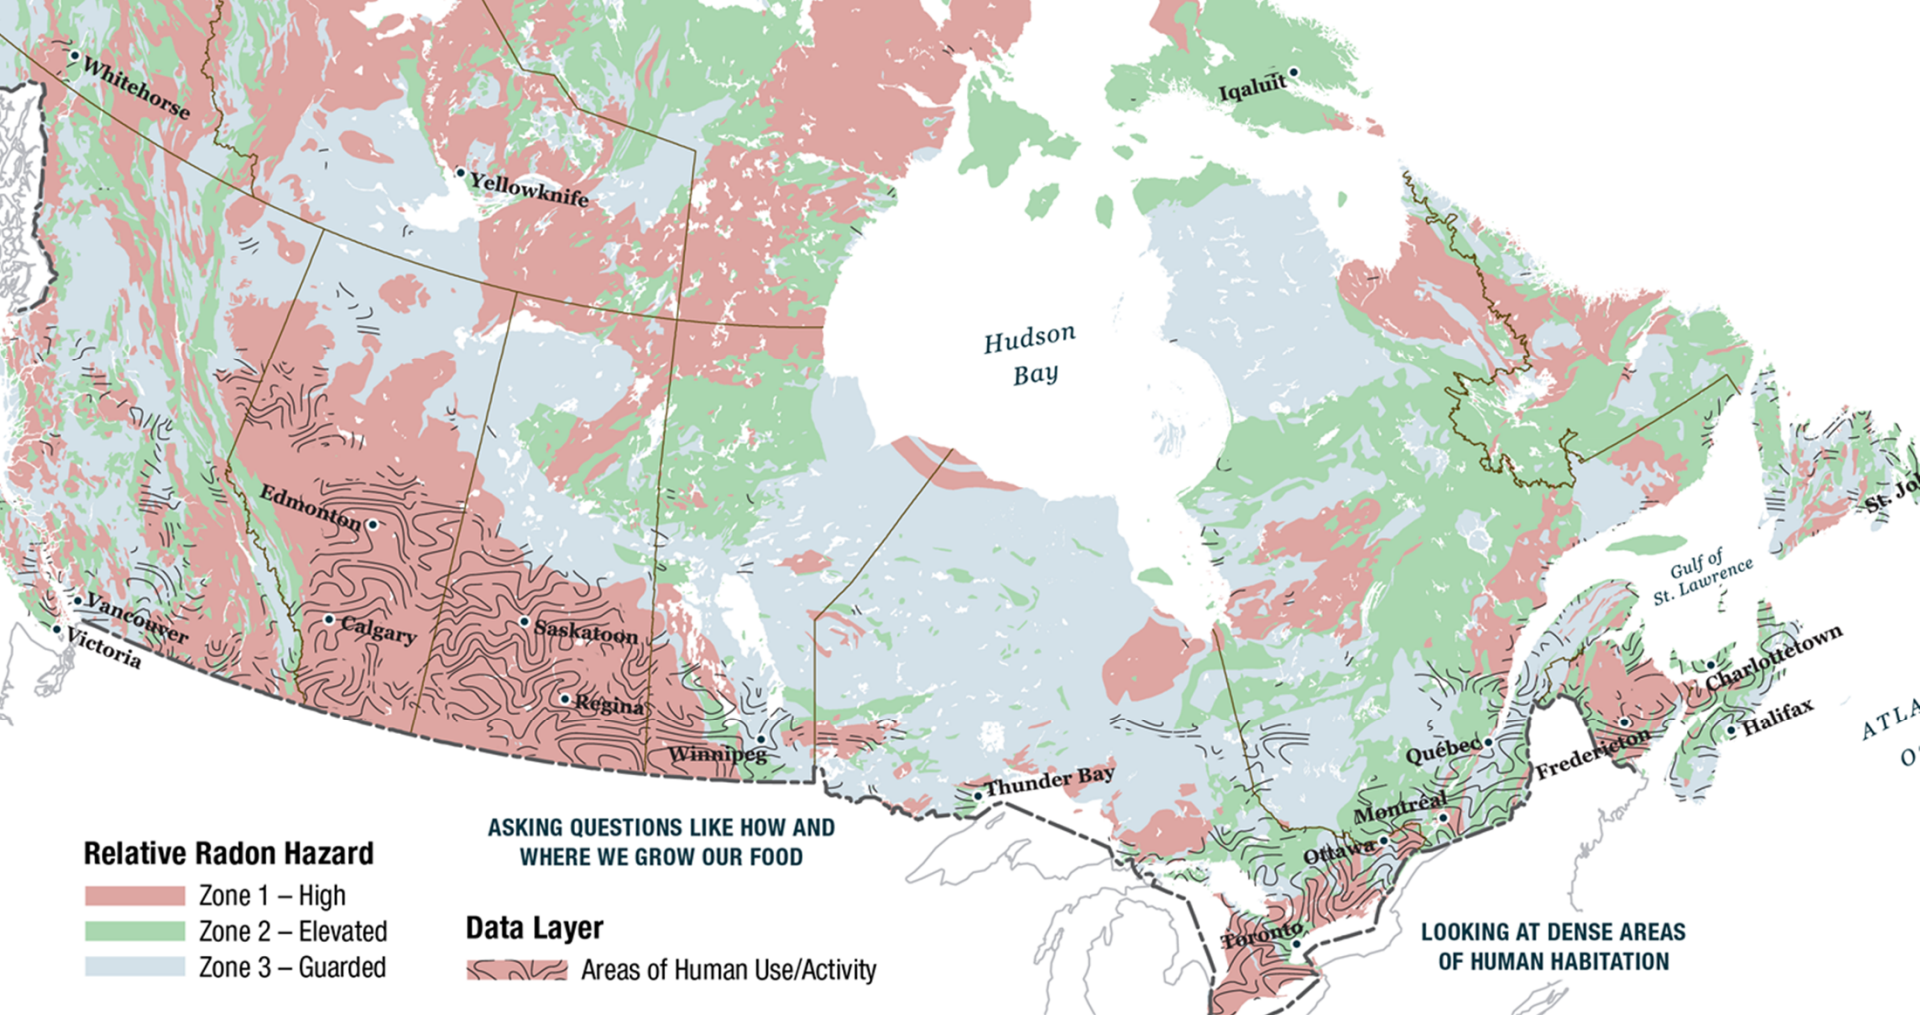 Whitehorse
Iqaluit
Yellowknife
Hudson
Bay
Edmonton
St. Jo
Gulf of
St. Lawrence
Vancouver
Victoria
Calgary
Saskatoon
Regina
Winnipeg
Charlottetown
Halifax
Fredericton
Québec
ATLA
O
Thunder Bay
Montréal
Ottawa
Toronto
ASKING QUESTIONS LIKE HOW AND
WHERE WE GROW OUR FOOD
Relative Radon Hazard
Zone 1 – High
Zone 2 – Elevated
Zone 3 – Guarded
Data Layer
Areas of Human Use/Activity
LOOKING AT DENSE AREAS
OF HUMAN HABITATION